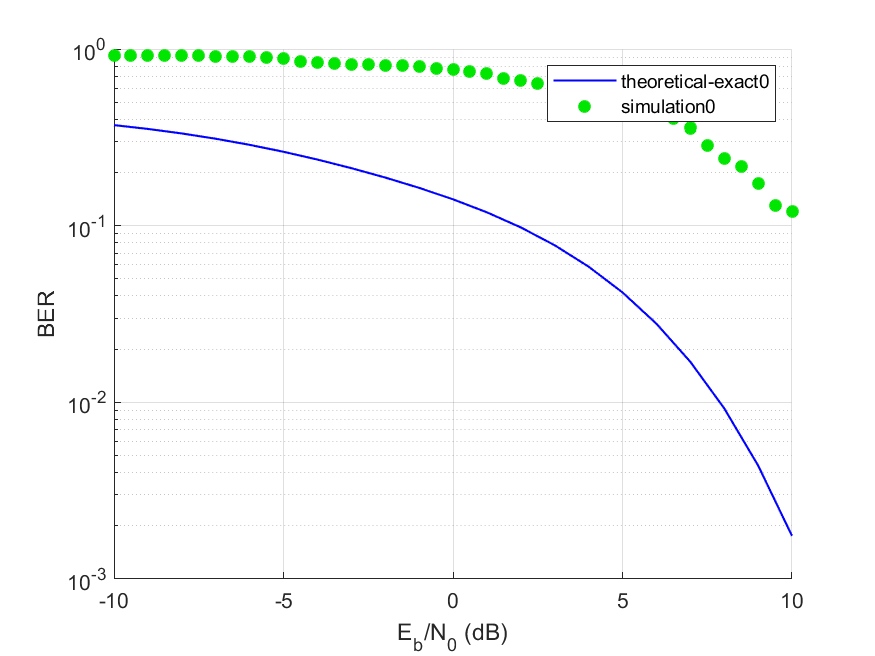 10^0
theoretical-exact0
simulation0
10^-1
BER
10^-2
10^-3
-10 -5 0 5 10
E_b/N_0 (dB)